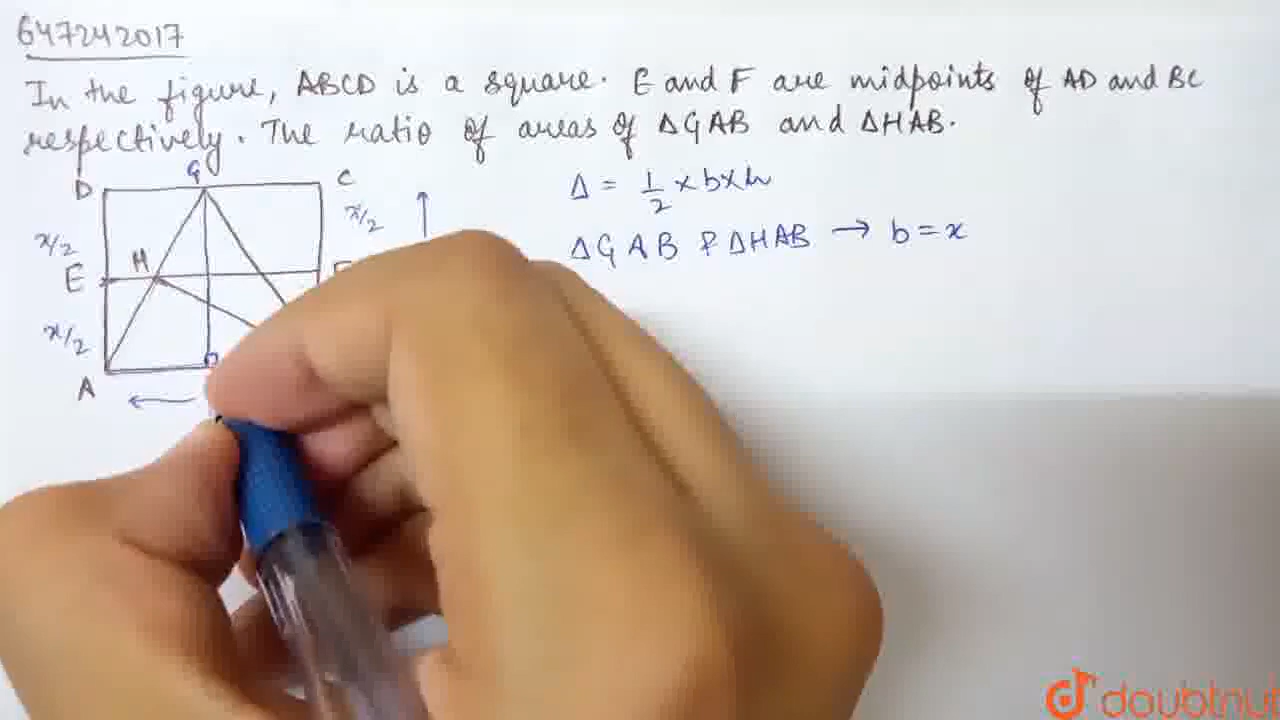 647242017
In the figure, ABCD is a square. E and F are midpoints of AD and BC
respectively. The ratio of areas of ΔGAB and ΔHAB.
D G C
x/2 x/2
E H
x/2
A
Δ = 1/2 × b × h
ΔGAB & ΔHAB → b = x
doubtnut